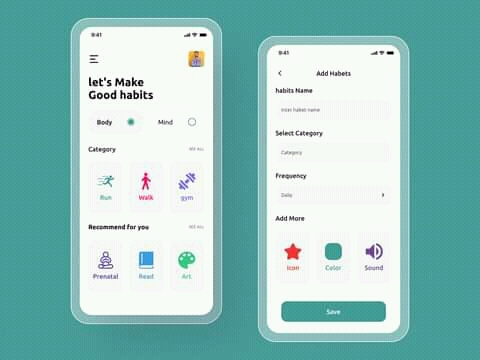 9:41
let's Make
Good habits
Body
Mind
Category
SEE ALL
Run
Walk
gym
Recommend for you
SEE ALL
Prenatal
Read
Art
9:41
Add Habets
habits Name
Inter habet name
Select Category
Category
Frequency
Daily
Add More
Icon
Color
Sound
Save